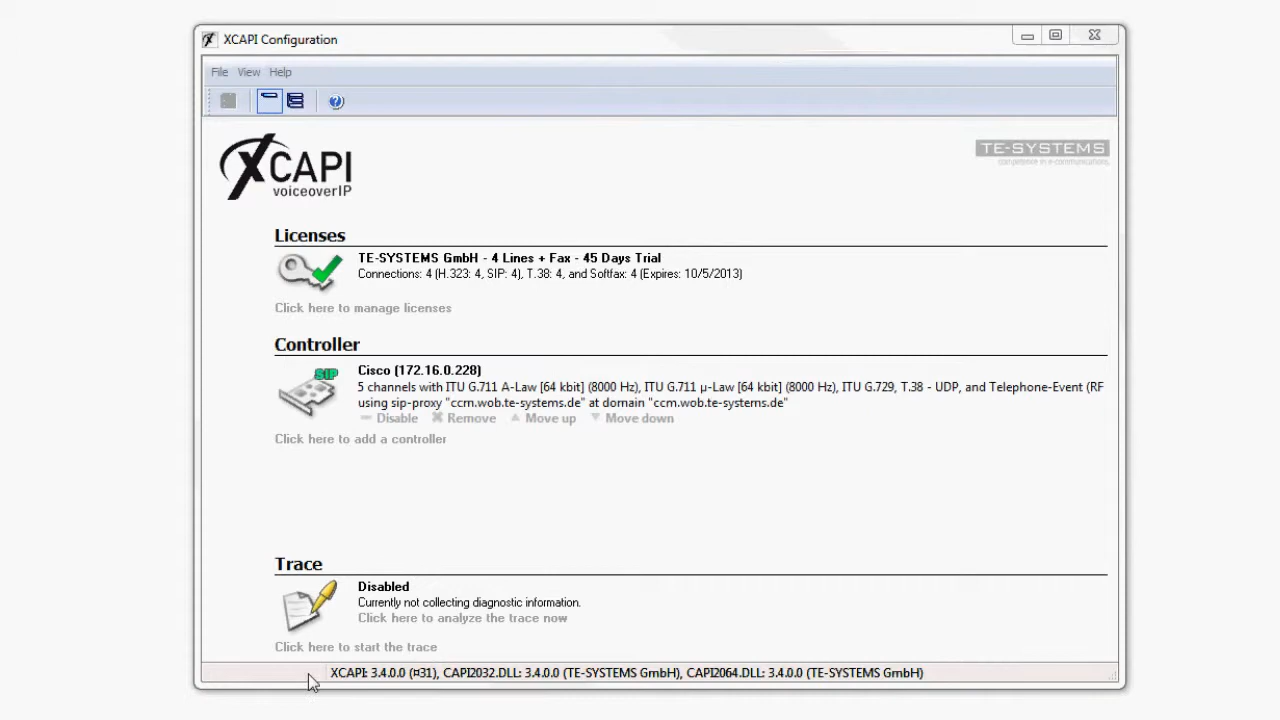 XCAPI Configuration
File View Help
XCAPI
voiceoverIP
TE-SYSTEMS
competence in e-communications.
Licenses
TE-SYSTEMS GmbH - 4 Lines + Fax - 45 Days Trial
Connections: 4 (H.323: 4, SIP: 4), T.38: 4, and Softfax: 4 (Expires: 10/5/2013)
Click here to manage licenses
Controller
SIP
Cisco (172.16.0.228)
5 channels with ITU G.711 A-Law [64 kbit] (8000 Hz), ITU G.711 µ-Law [64 kbit] (8000 Hz), ITU G.729, T.38 - UDP, and Telephone-Event (RF
using sip-proxy "ccm.wob.te-systems.de" at domain "ccm.wob.te-systems.de"
Disable Remove Move up Move down
Click here to add a controller
Trace
Disabled
Currently not collecting diagnostic information.
Click here to analyze the trace now
Click here to start the trace
XCAPI: 3.4.0.0 (¤31), CAPI2032.DLL: 3.4.0.0 (TE-SYSTEMS GmbH), CAPI2064.DLL: 3.4.0.0 (TE-SYSTEMS GmbH)